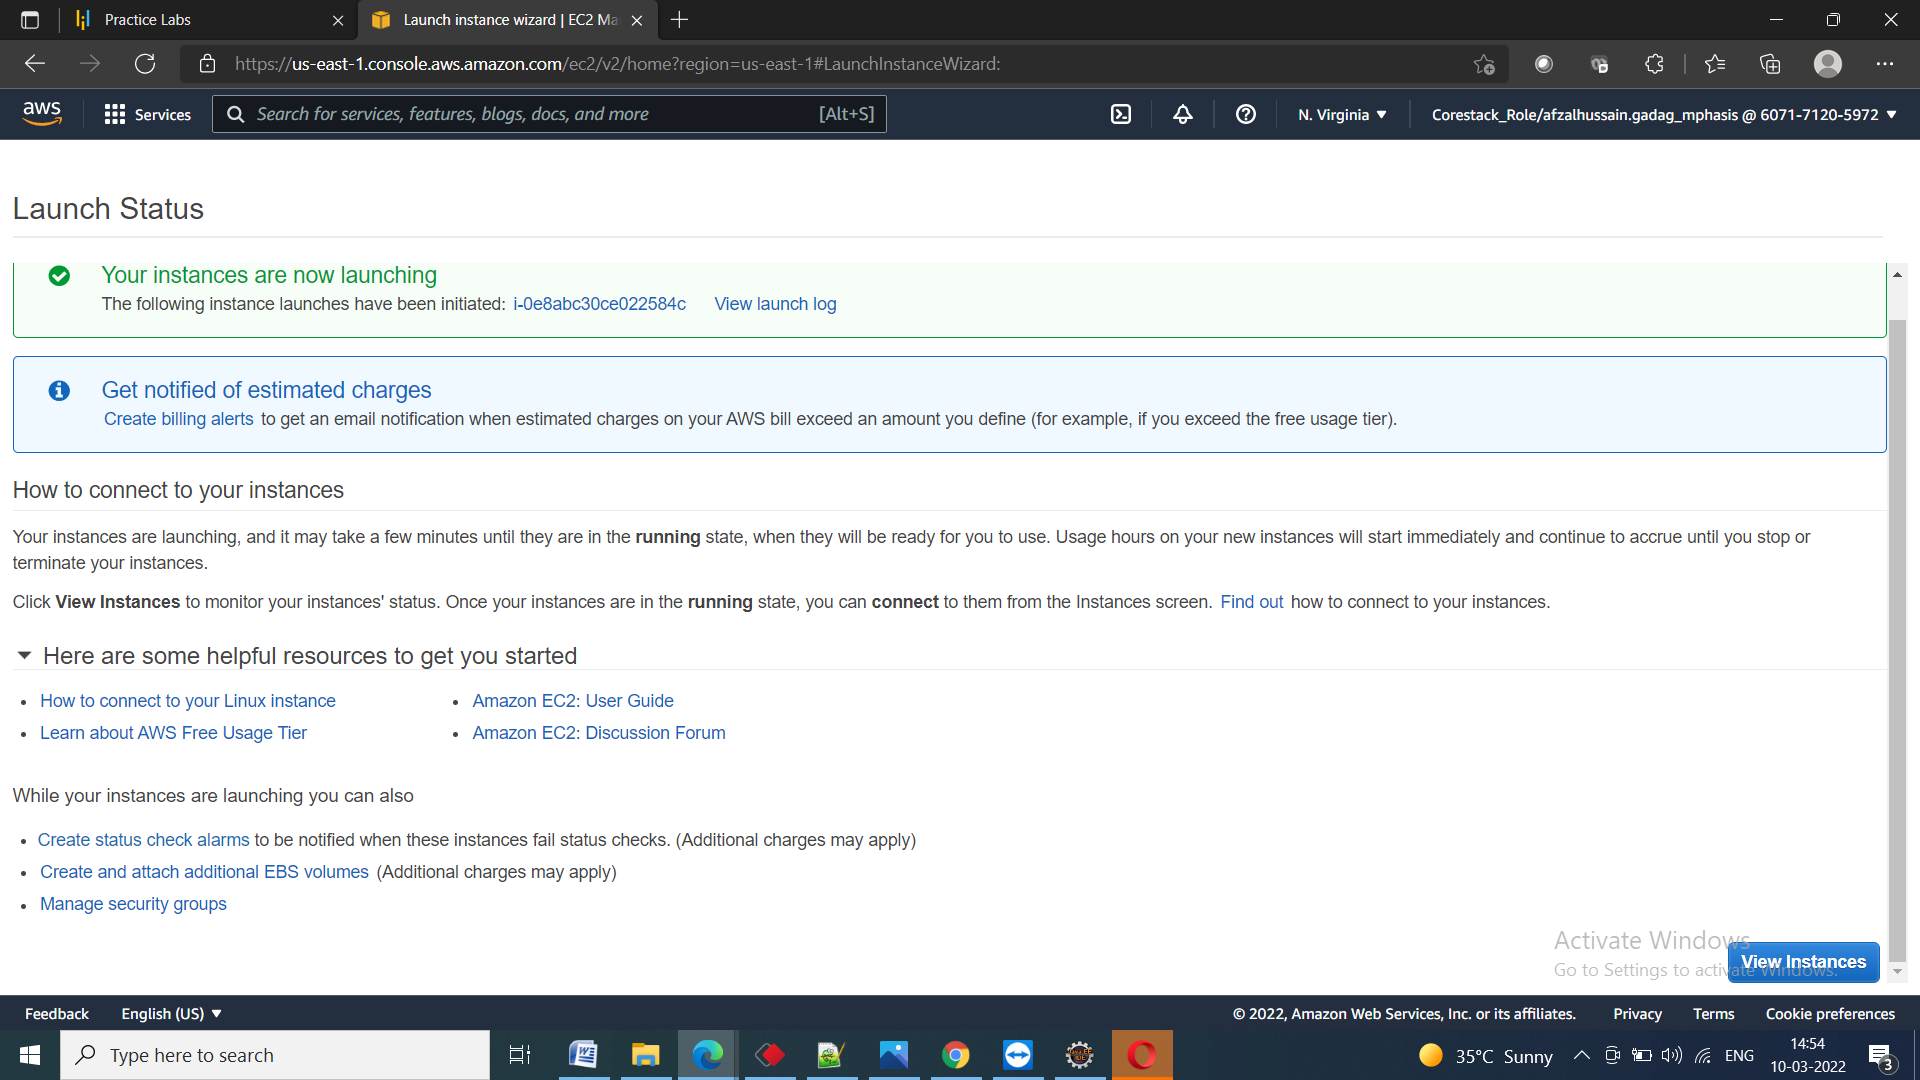 Practice Labs
Launch instance wizard | EC2 Ma
https://us-east-1.console.aws.amazon.com/ec2/v2/home?region=us-east-1#LaunchInstanceWizard:
aws
Services
Search for services, features, blogs, docs, and more
[Alt+S]
N. Virginia ▼
Corestack_Role/afzalhussain.gadag_mphasis @ 6071-7120-5972 ▼
Launch Status
Your instances are now launching
The following instance launches have been initiated: i-0e8abc30ce022584c View launch log
Get notified of estimated charges
Create billing alerts to get an email notification when estimated charges on your AWS bill exceed an amount you define (for example, if you exceed the free usage tier).
How to connect to your instances
Your instances are launching, and it may take a few minutes until they are in the running state, when they will be ready for you to use. Usage hours on your new instances will start immediately and continue to accrue until you stop or
terminate your instances.
Click View Instances to monitor your instances' status. Once your instances are in the running state, you can connect to them from the Instances screen. Find out how to connect to your instances.
Here are some helpful resources to get you started
• How to connect to your Linux instance
• Amazon EC2: User Guide
• Learn about AWS Free Usage Tier
• Amazon EC2: Discussion Forum
While your instances are launching you can also
• Create status check alarms to be notified when these instances fail status checks. (Additional charges may apply)
• Create and attach additional EBS volumes (Additional charges may apply)
• Manage security groups
Activate Windows
Go to Settings to activate Windows.
View Instances
Feedback
English (US) ▼
© 2022, Amazon Web Services, Inc. or its affiliates.
Privacy
Terms
Cookie preferences
Type here to search
35°C Sunny
ENG
14:54
10-03-2022
3